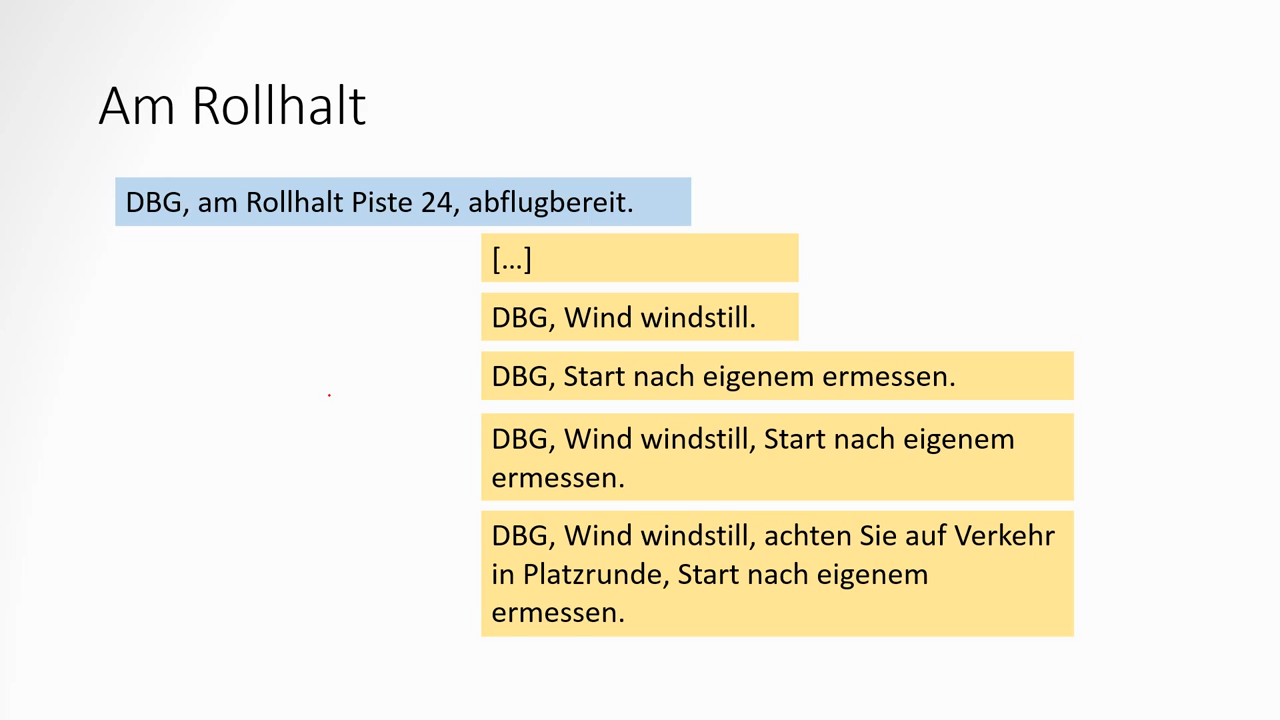 Am Rollhalt
DBG, am Rollhalt Piste 24, abflugbereit.
[…]
DBG, Wind windstill.
DBG, Start nach eigenem ermessen.
DBG, Wind windstill, Start nach eigenem
ermessen.
DBG, Wind windstill, achten Sie auf Verkehr
in Platzrunde, Start nach eigenem
ermessen.